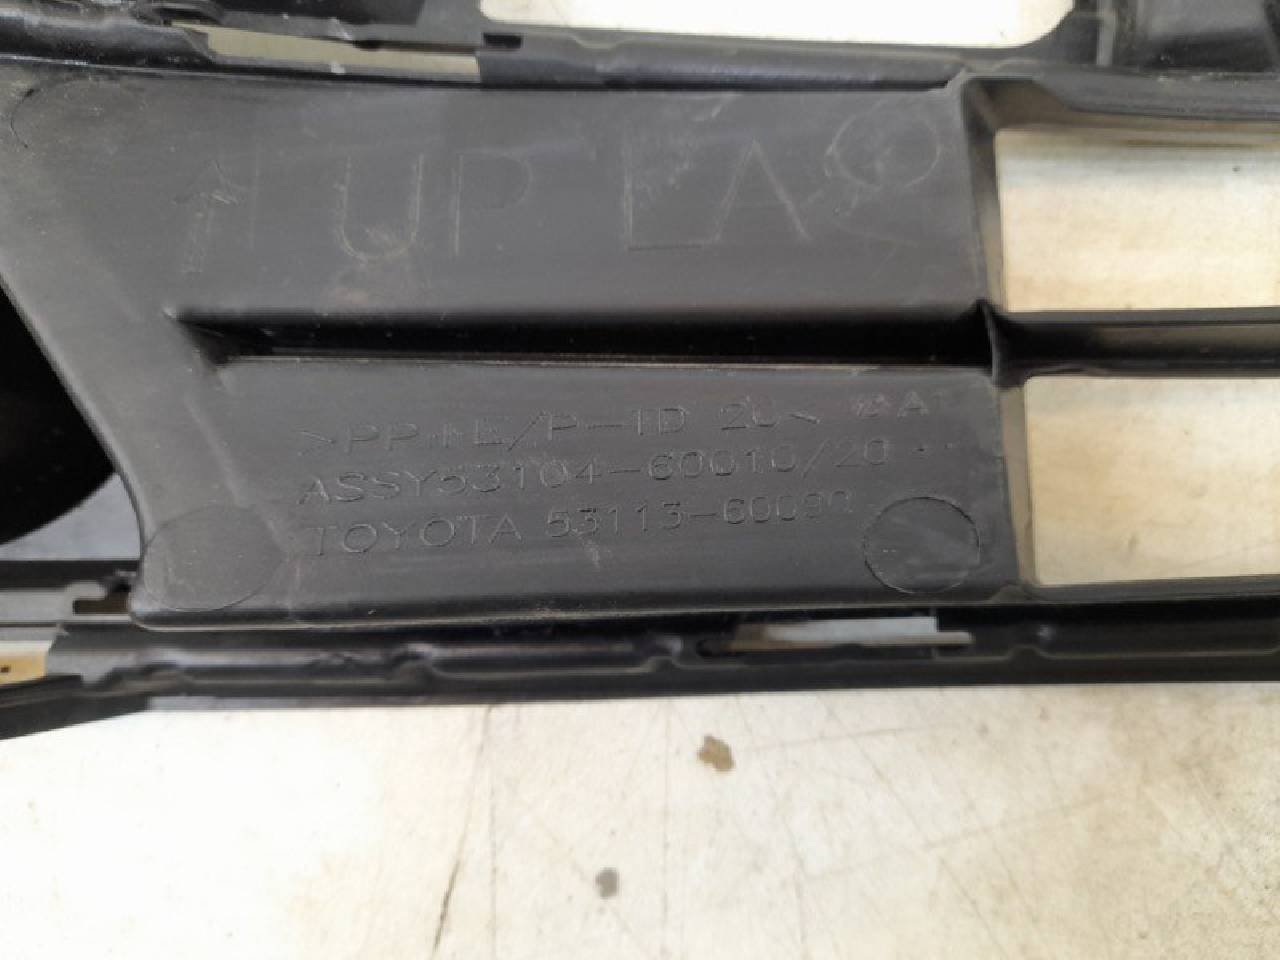 UP LA
>PP+E/P-TD 20<
ASSY53104-60010/20
TOYOTA 53113-60090